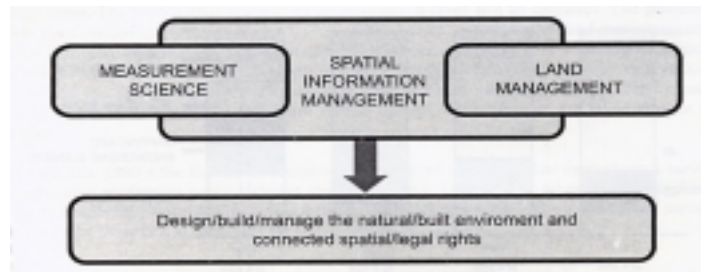 MEASUREMENT
SCIENCE
SPATIAL
INFORMATION
MANAGEMENT
LAND
MANAGEMENT
Design/build/manage the natural/built enviroment and
connected spatial/legal rights